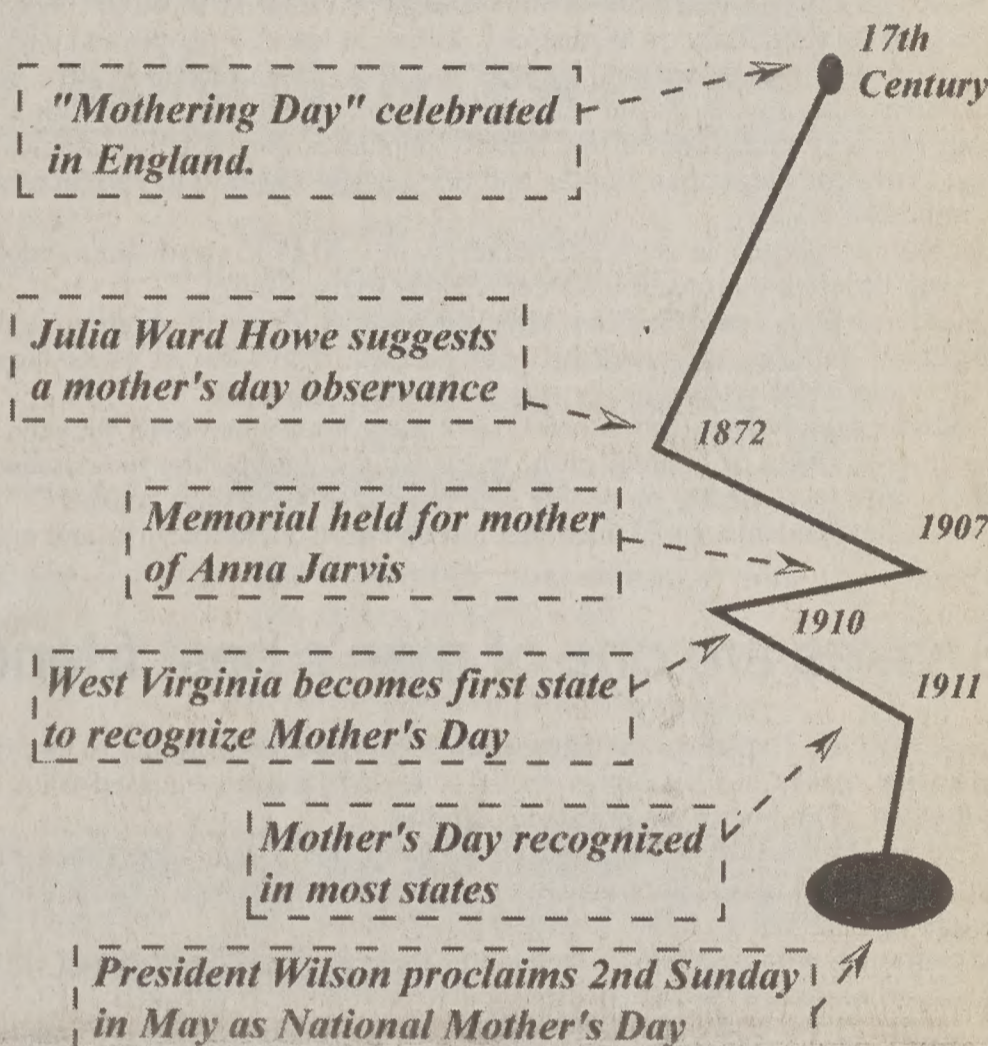 17th
Century
"Mothering Day" celebrated
in England.
Julia Ward Howe suggests
a mother's day observance
1872
Memorial held for mother
of Anna Jarvis
1907
1910
West Virginia becomes first state
to recognize Mother's Day
1911
Mother's Day recognized
in most states
President Wilson proclaims 2nd Sunday
in May as National Mother's Day